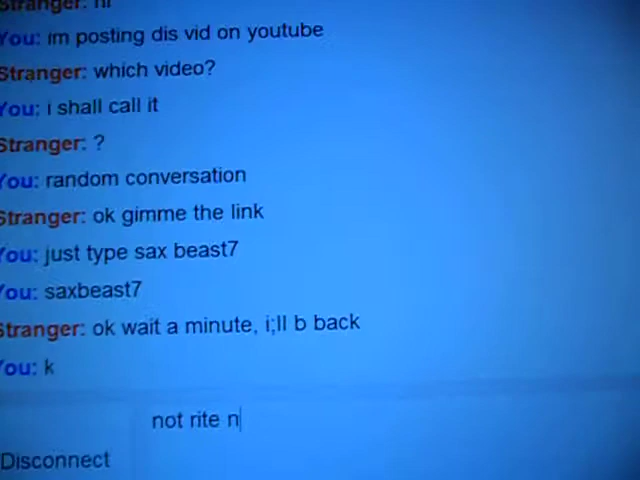 Stranger: hi
You: im posting dis vid on youtube
Stranger: which video?
You: i shall call it
Stranger: ?
You: random conversation
Stranger: ok gimme the link
You: just type sax beast7
You: saxbeast7
Stranger: ok wait a minute, i;ll b back
You: k
not rite n
Disconnect